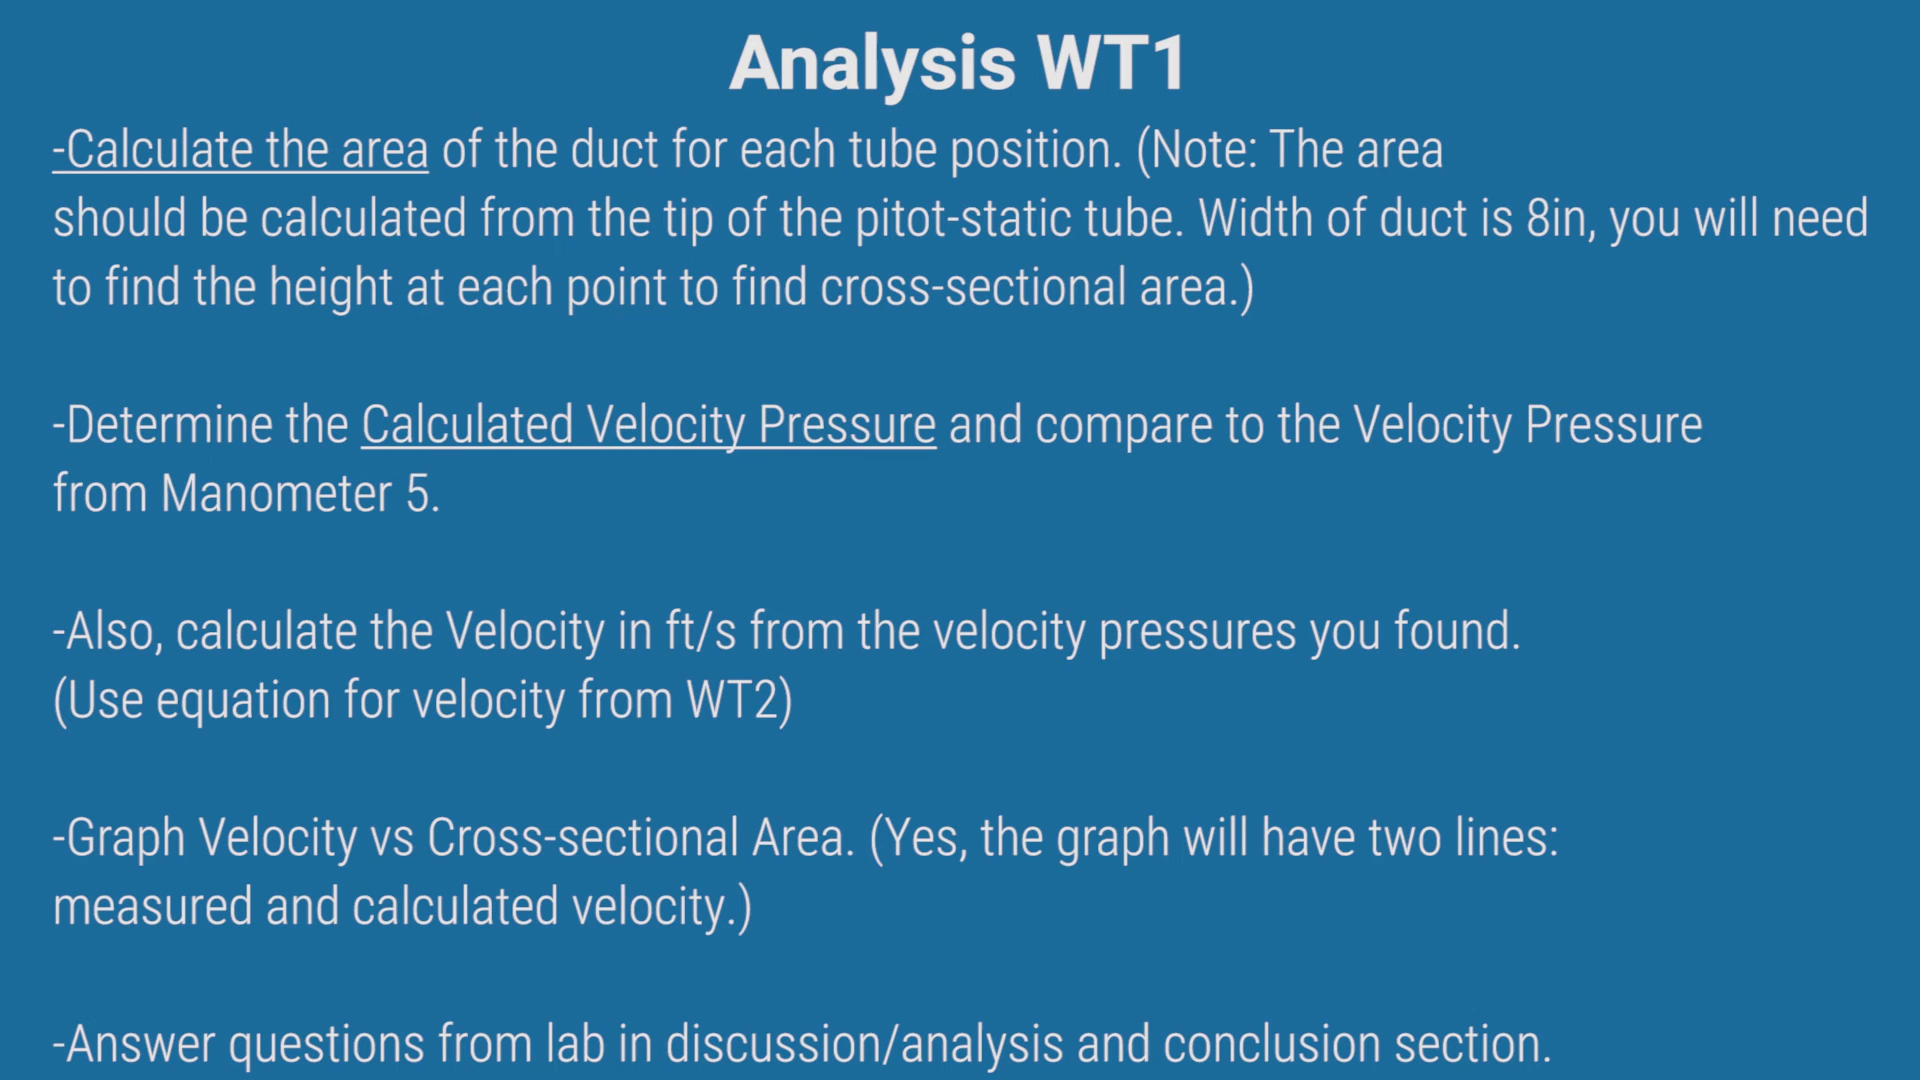 Analysis WT1
-Calculate the area of the duct for each tube position. (Note: The area
should be calculated from the tip of the pitot-static tube. Width of duct is 8in, you will need
to find the height at each point to find cross-sectional area.)
-Determine the Calculated Velocity Pressure and compare to the Velocity Pressure
from Manometer 5.
-Also, calculate the Velocity in ft/s from the velocity pressures you found.
(Use equation for velocity from WT2)
-Graph Velocity vs Cross-sectional Area. (Yes, the graph will have two lines:
measured and calculated velocity.)
-Answer questions from lab in discussion/analysis and conclusion section.